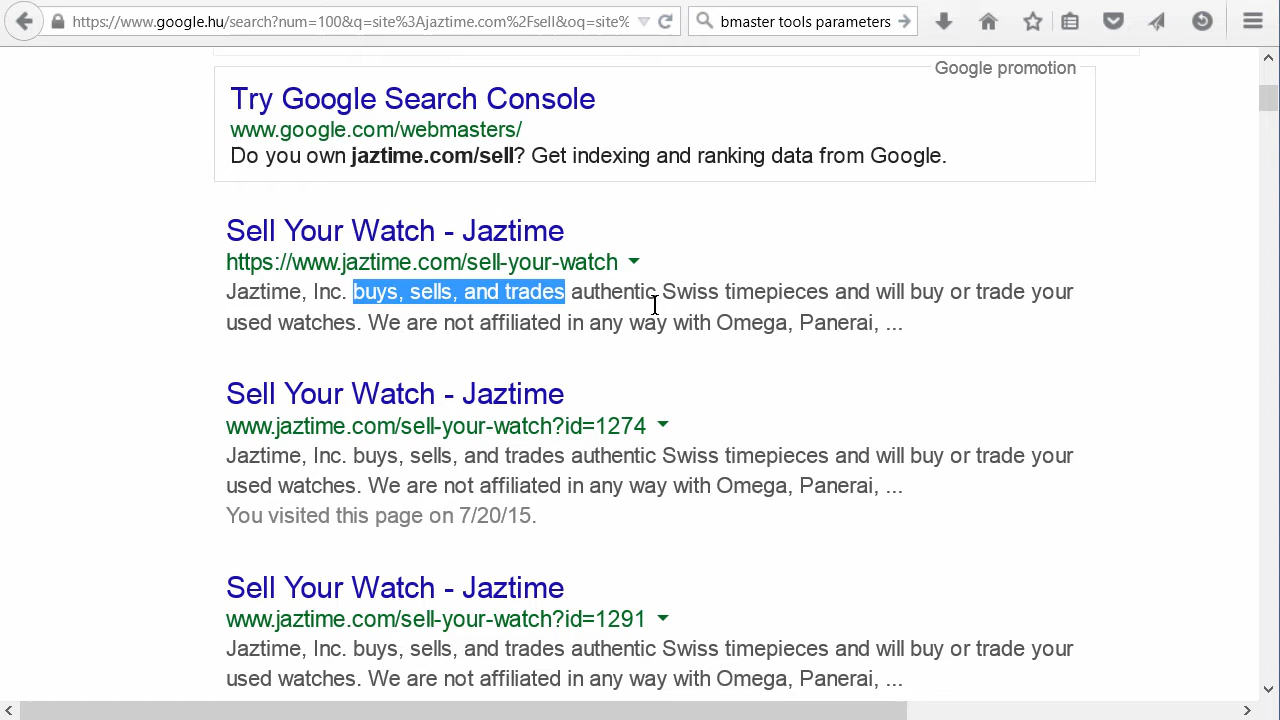 https://www.google.hu/search?num=100&q=site%3Ajaztime.com%2Fsell&oq=site%
bmaster tools parameters
Google promotion
Try Google Search Console
www.google.com/webmasters/
Do you own jaztime.com/sell? Get indexing and ranking data from Google.
Sell Your Watch - Jaztime
https://www.jaztime.com/sell-your-watch
Jaztime, Inc. buys, sells, and trades authentic Swiss timepieces and will buy or trade your
used watches. We are not affiliated in any way with Omega, Panerai, ...
Sell Your Watch - Jaztime
www.jaztime.com/sell-your-watch?id=1274
Jaztime, Inc. buys, sells, and trades authentic Swiss timepieces and will buy or trade your
used watches. We are not affiliated in any way with Omega, Panerai, ...
You visited this page on 7/20/15.
Sell Your Watch - Jaztime
www.jaztime.com/sell-your-watch?id=1291
Jaztime, Inc. buys, sells, and trades authentic Swiss timepieces and will buy or trade your
used watches. We are not affiliated in any way with Omega, Panerai, ...